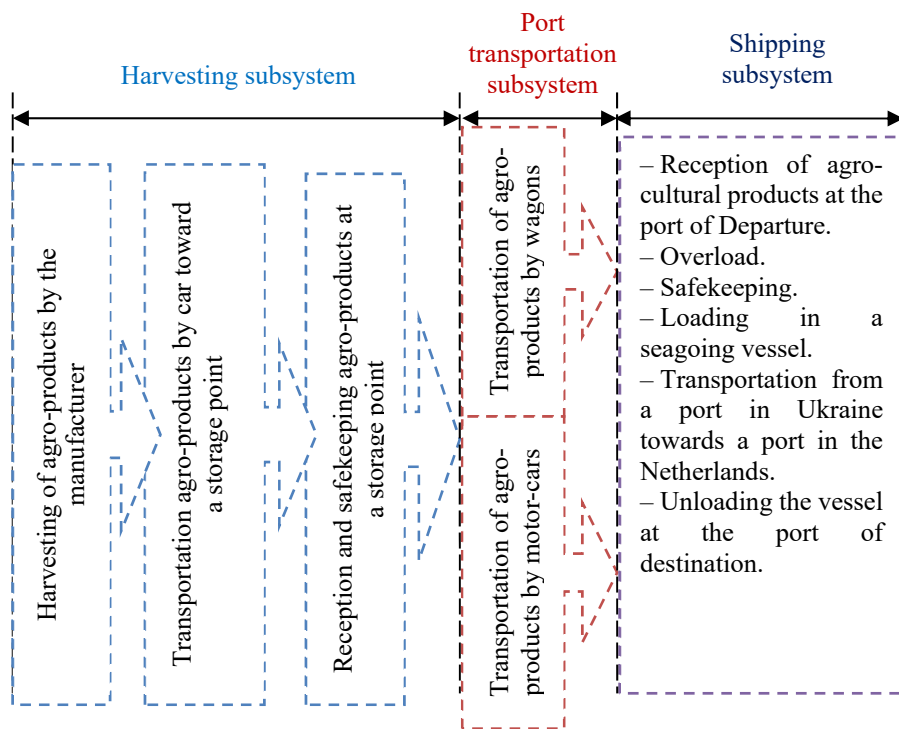 Harvesting subsystem
Port
transportation
subsystem
Shipping
subsystem
Harvesting of agro-products by the
manufacturer
Transportation agro-products by car toward
a storage point
Reception and safekeeping agro-products at
a storage point
Transportation of agro-
products by wagons
Transportation of agro-
products by motor-cars
– Reception of agro-
cultural products at the
port of Departure.
– Overload.
– Safekeeping.
– Loading in a
seagoing vessel.
– Transportation from
a port in Ukraine
towards a port in the
Netherlands.
– Unloading the vessel
at the port of
destination.